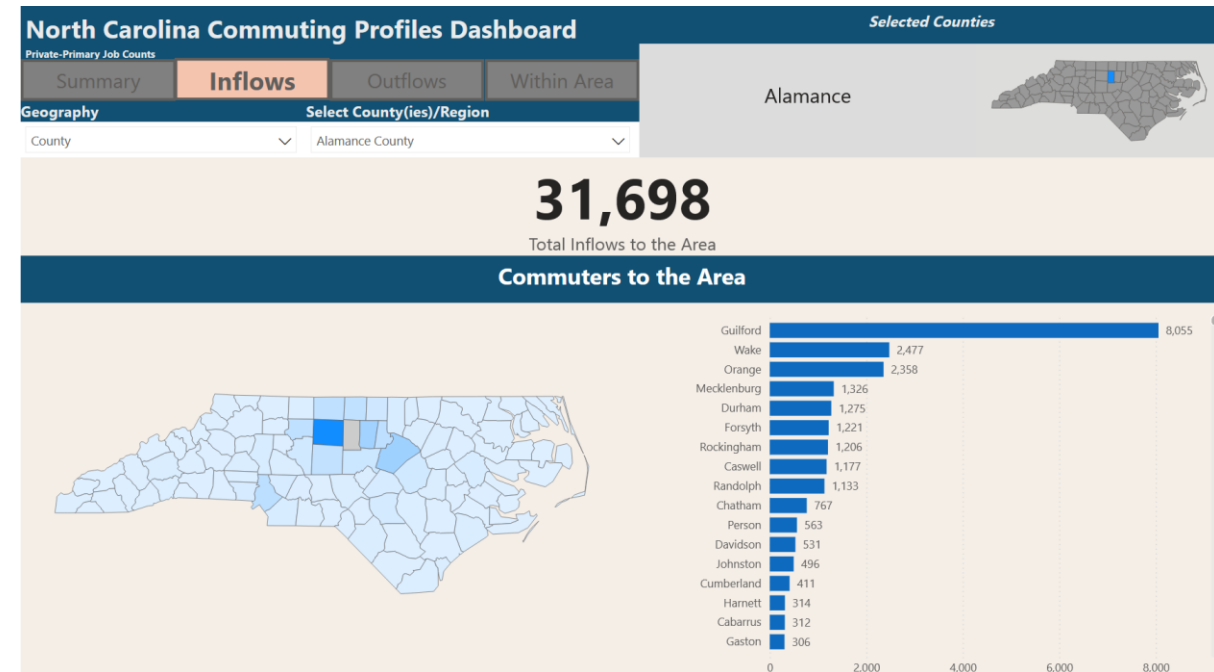 North Carolina Commuting Profiles Dashboard
Private-Primary Job Counts
Summary
Inflows
Outflows
Within Area
Geography
Select County(ies)/Region
County
Alamance County
Selected Counties
Alamance
31,698
Total Inflows to the Area
Commuters to the Area
Guilford 8,055
Wake 2,477
Orange 2,358
Mecklenburg 1,326
Durham 1,275
Forsyth 1,221
Rockingham 1,206
Caswell 1,177
Randolph 1,133
Chatham 767
Person 563
Davidson 531
Johnston 496
Cumberland 411
Harnett 314
Cabarrus 312
Gaston 306
0 2,000 4,000 6,000 8,000